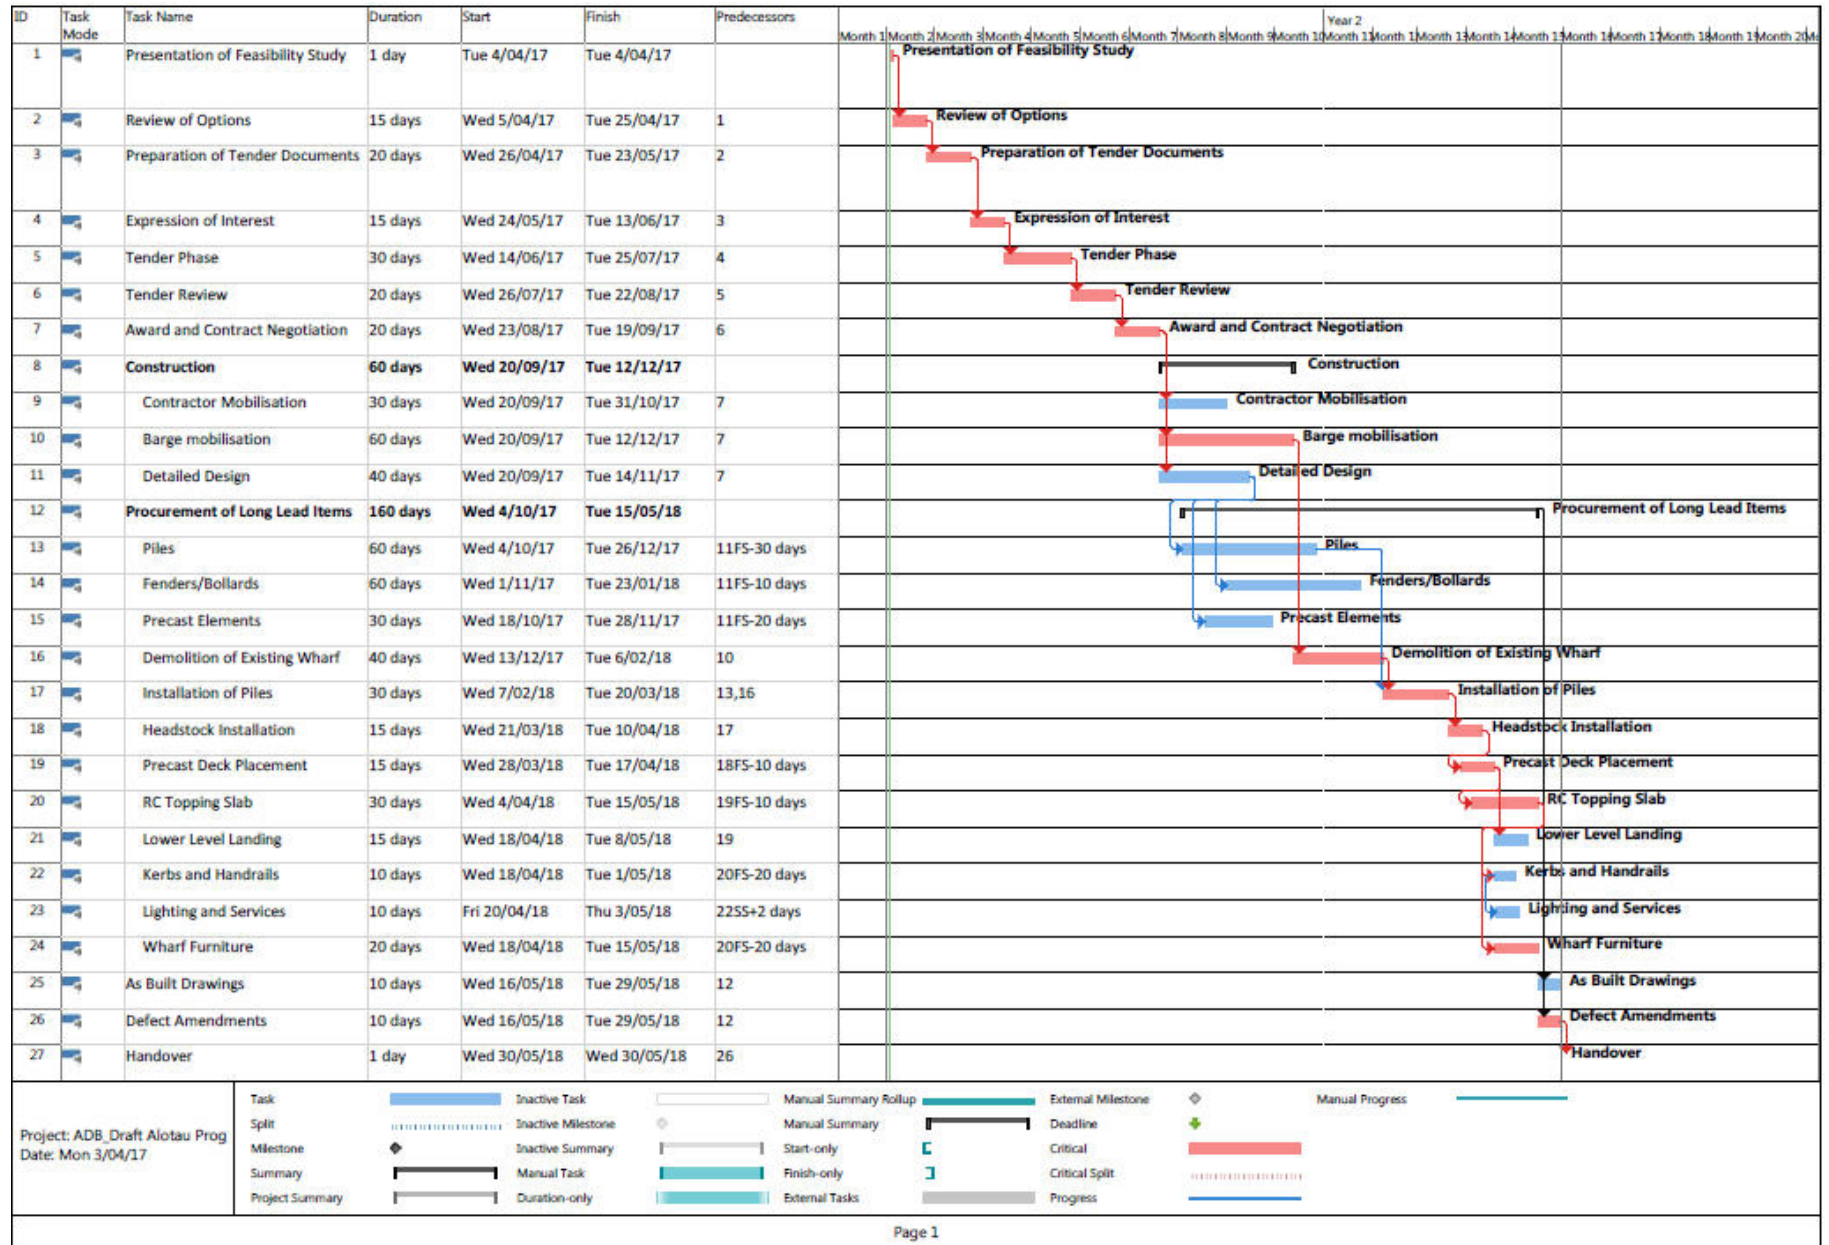 ID Task Mode Task Name Duration Start Finish Predecessors
Year 2
Month 1 Month 2 Month 3 Month 4 Month 5 Month 6 Month 7 Month 8 Month 9 Month 10 Month 11 Month 1 Month 13 Month 14 Month 15 Month 16 Month 17 Month 18 Month 19 Month 20
1 Presentation of Feasibility Study 1 day Tue 4/04/17 Tue 4/04/17 Presentation of Feasibility Study
2 Review of Options 15 days Wed 5/04/17 Tue 25/04/17 1 Review of Options
3 Preparation of Tender Documents 20 days Wed 26/04/17 Tue 23/05/17 2 Preparation of Tender Documents
4 Expression of Interest 15 days Wed 24/05/17 Tue 13/06/17 3 Expression of Interest
5 Tender Phase 30 days Wed 14/06/17 Tue 25/07/17 4 Tender Phase
6 Tender Review 20 days Wed 26/07/17 Tue 22/08/17 5 Tender Review
7 Award and Contract Negotiation 20 days Wed 23/08/17 Tue 19/09/17 6 Award and Contract Negotiation
8 Construction 60 days Wed 20/09/17 Tue 12/12/17 Construction
9 Contractor Mobilisation 30 days Wed 20/09/17 Tue 31/10/17 7 Contractor Mobilisation
10 Barge mobilisation 60 days Wed 20/09/17 Tue 12/12/17 7 Barge mobilisation
11 Detailed Design 40 days Wed 20/09/17 Tue 14/11/17 7 Detailed Design
12 Procurement of Long Lead Items 160 days Wed 4/10/17 Tue 15/05/18 Procurement of Long Lead Items
13 Piles 60 days Wed 4/10/17 Tue 26/12/17 11FS-30 days Piles
14 Fenders/Bollards 60 days Wed 1/11/17 Tue 23/01/18 11FS-10 days Fenders/Bollards
15 Precast Elements 30 days Wed 18/10/17 Tue 28/11/17 11FS-20 days Precast Elements
16 Demolition of Existing Wharf 40 days Wed 13/12/17 Tue 6/02/18 10 Demolition of Existing Wharf
17 Installation of Piles 30 days Wed 7/02/18 Tue 20/03/18 13,16 Installation of Piles
18 Headstock Installation 15 days Wed 21/03/18 Tue 10/04/18 17 Headstock Installation
19 Precast Deck Placement 15 days Wed 28/03/18 Tue 17/04/18 18FS-10 days Precast Deck Placement
20 RC Topping Slab 30 days Wed 4/04/18 Tue 15/05/18 19FS-10 days RC Topping Slab
21 Lower Level Landing 15 days Wed 18/04/18 Tue 8/05/18 19 Lower Level Landing
22 Kerbs and Handrails 10 days Wed 18/04/18 Tue 1/05/18 20FS-20 days Kerbs and Handrails
23 Lighting and Services 10 days Fri 20/04/18 Thu 3/05/18 22SS+2 days Lighting and Services
24 Wharf Furniture 20 days Wed 18/04/18 Tue 15/05/18 20FS-20 days Wharf Furniture
25 As Built Drawings 10 days Wed 16/05/18 Tue 29/05/18 12 As Built Drawings
26 Defect Amendments 10 days Wed 16/05/18 Tue 29/05/18 12 Defect Amendments
27 Handover 1 day Wed 30/05/18 Wed 30/05/18 26 Handover
Project: ADB_Draft Alotau Prog
Date: Mon 3/04/17
Task Inactive Task Manual Summary Rollup External Milestone Manual Progress
Split Inactive Milestone Manual Summary Deadline
Milestone Inactive Summary Start-only Critical
Summary Manual Task Finish-only Critical Split
Project Summary Duration-only External Tasks Progress
Page 1